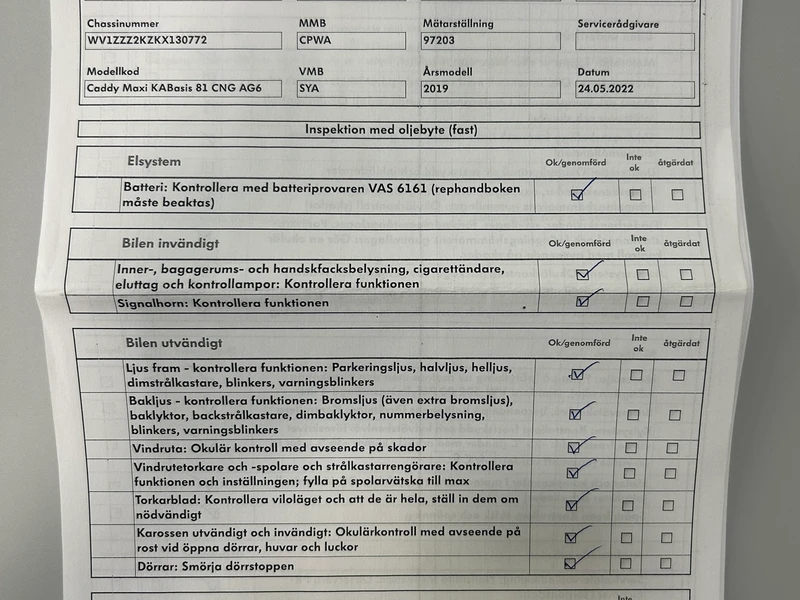 Chassinummer MMB Mätarställning Servicerådgivare
WV1ZZZ2KZKX130772 CPWA 97203
Modellkod VMB Årsmodell Datum
Caddy Maxi KABasis 81 CNG AG6 SYA 2019 24.05.2022
Inspektion med oljebyte (fast)
Elsystem Ok/genomförd Inte ok åtgärdat
Batteri: Kontrollera med batteriprovaren VAS 6161 (rephandboken
måste beaktas)
Bilen invändigt Ok/genomförd Inte ok åtgärdat
Inner-, bagagerums- och handskfacksbelysning, cigarettändare,
eluttag och kontrollampor: Kontrollera funktionen
Signalhorn: Kontrollera funktionen
Bilen utvändigt Ok/genomförd Inte ok åtgärdat
Ljus fram - kontrollera funktionen: Parkeringsljus, halvljus, helljus,
dimstrålkastare, blinkers, varningsblinkers
Bakljus - kontrollera funktionen: Bromsljus (även extra bromsljus),
baklyktor, backstrålkastare, dimbaklyktor, nummerbelysning,
blinkers, varningsblinkers
Vindruta: Okulär kontroll med avseende på skador
Vindrutetorkare och -spolare och strålkastarrengörare: Kontrollera
funktionen och inställningen; fylla på spolarvätska till max
Torkarblad: Kontrollera viloläget och att de är hela, ställ in dem om
nödvändigt
Karossen utvändigt och invändigt: Okulärkontroll med avseende på
rost vid öppna dörrar, huvar och luckor
Dörrar: Smörja dörrstoppen
Inte